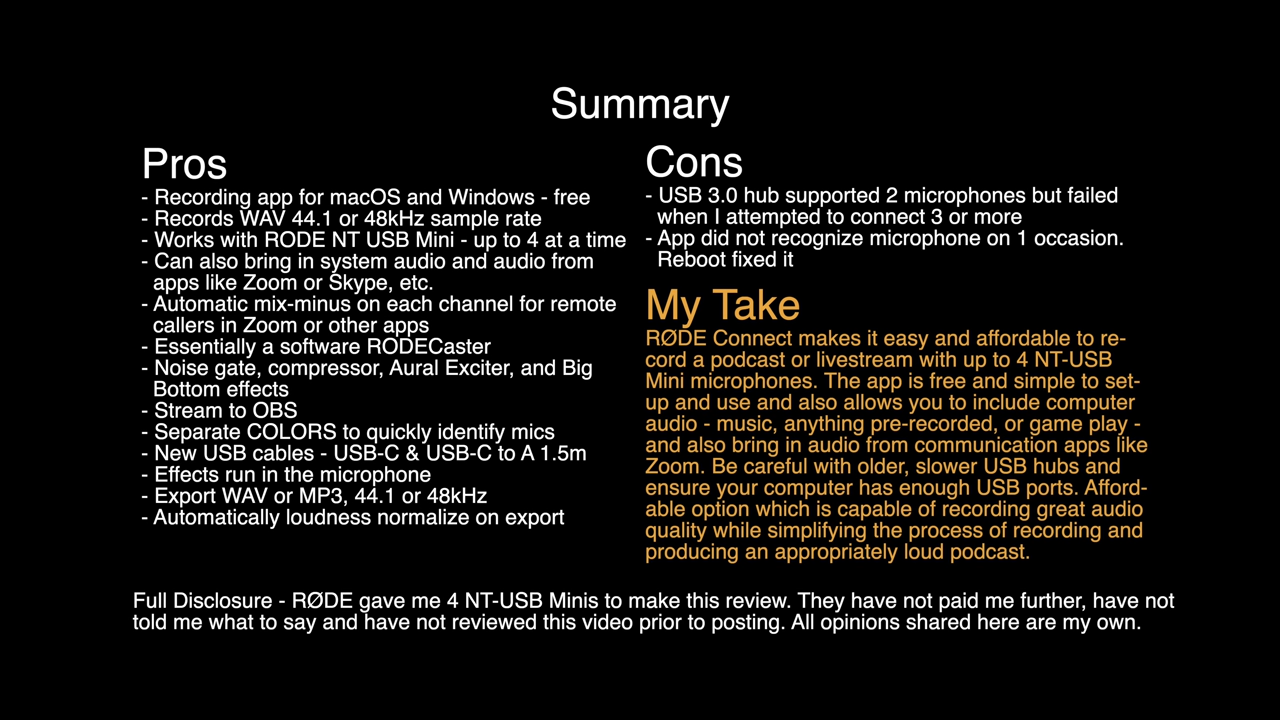 Summary
Pros
- Recording app for macOS and Windows - free
- Records WAV 44.1 or 48kHz sample rate
- Works with RODE NT USB Mini - up to 4 at a time
- Can also bring in system audio and audio from
apps like Zoom or Skype, etc.
- Automatic mix-minus on each channel for remote
callers in Zoom or other apps
- Essentially a software RODECaster
- Noise gate, compressor, Aural Exciter, and Big
Bottom effects
- Stream to OBS
- Separate COLORS to quickly identify mics
- New USB cables - USB-C & USB-C to A 1.5m
- Effects run in the microphone
- Export WAV or MP3, 44.1 or 48kHz
- Automatically loudness normalize on export
Cons
- USB 3.0 hub supported 2 microphones but failed
when I attempted to connect 3 or more
- App did not recognize microphone on 1 occasion.
Reboot fixed it
My Take
RØDE Connect makes it easy and affordable to re-
cord a podcast or livestream with up to 4 NT-USB
Mini microphones. The app is free and simple to set-
up and use and also allows you to include computer
audio - music, anything pre-recorded, or game play -
and also bring in audio from communication apps like
Zoom. Be careful with older, slower USB hubs and
ensure your computer has enough USB ports. Afford-
able option which is capable of recording great audio
quality while simplifying the process of recording and
producing an appropriately loud podcast.
Full Disclosure - RØDE gave me 4 NT-USB Minis to make this review. They have not paid me further, have not
told me what to say and have not reviewed this video prior to posting. All opinions shared here are my own.